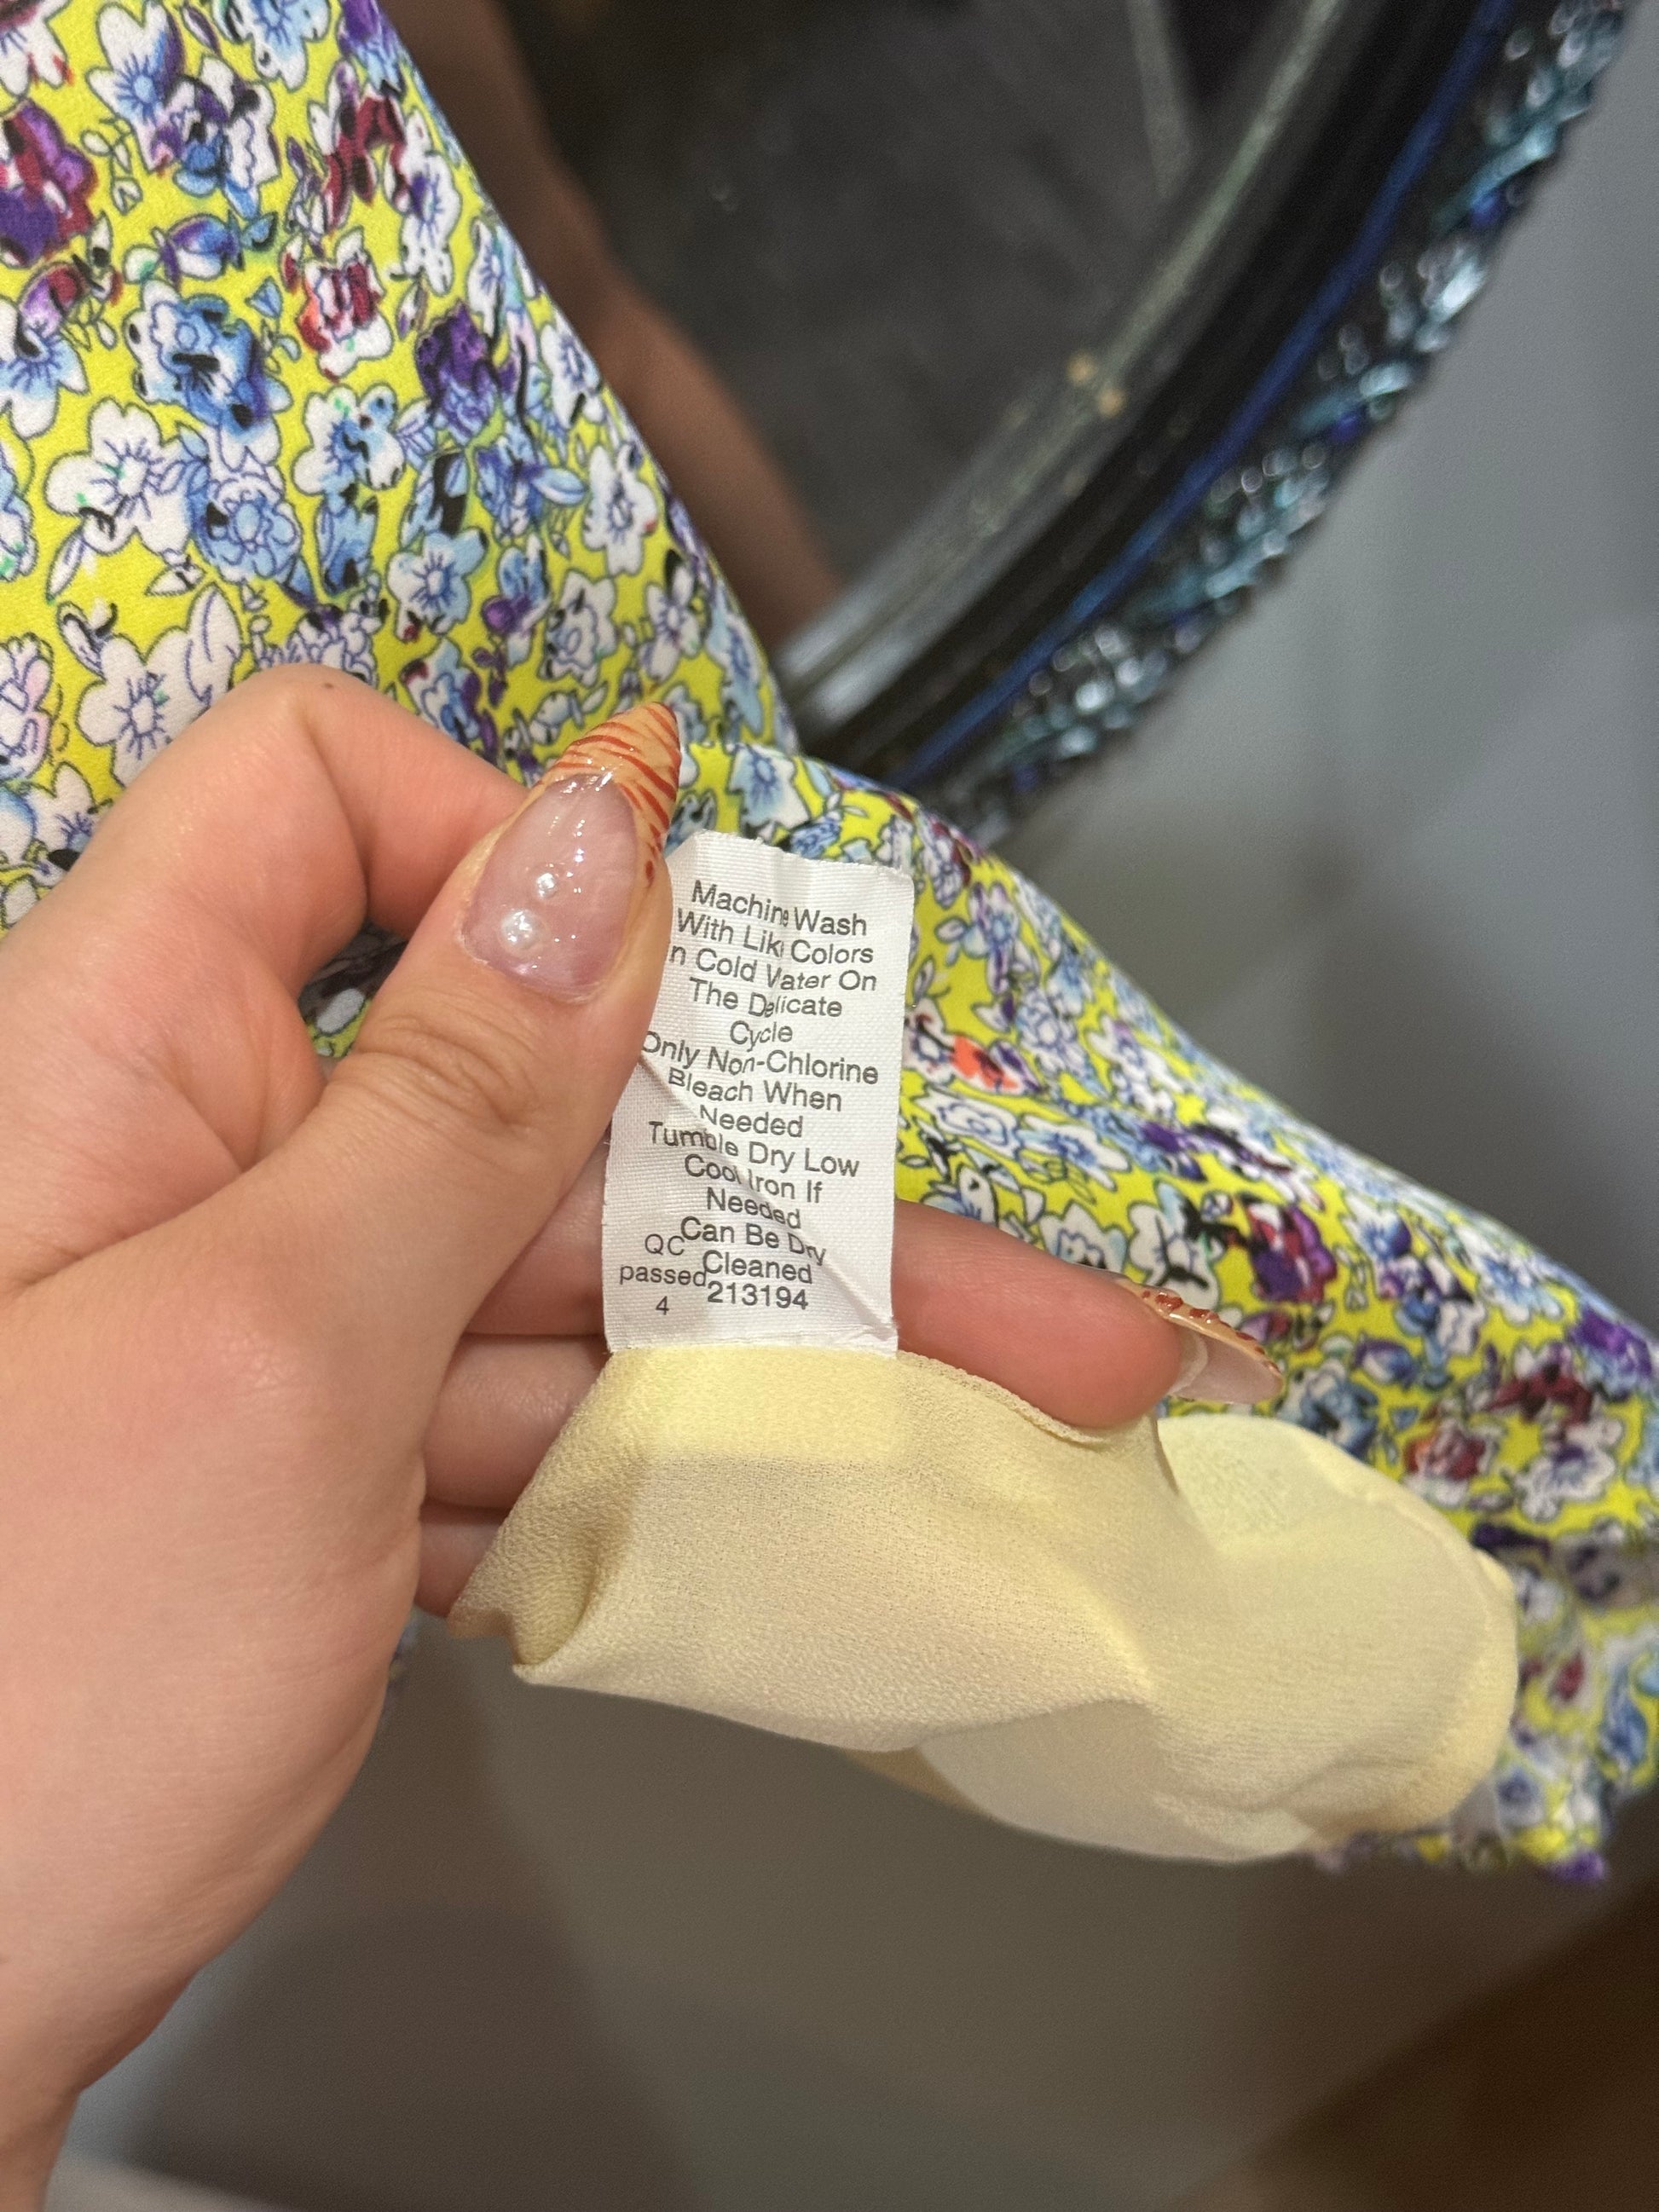 Machine Wash
With Like Colors
n Cold Water On
The Delicate
Cycle
Only Non-Chlorine
Bleach When
Needed
Tumble Dry Low
Cool Iron If
Needed
Can Be Dry
Cleaned
213194
QC
passed
4